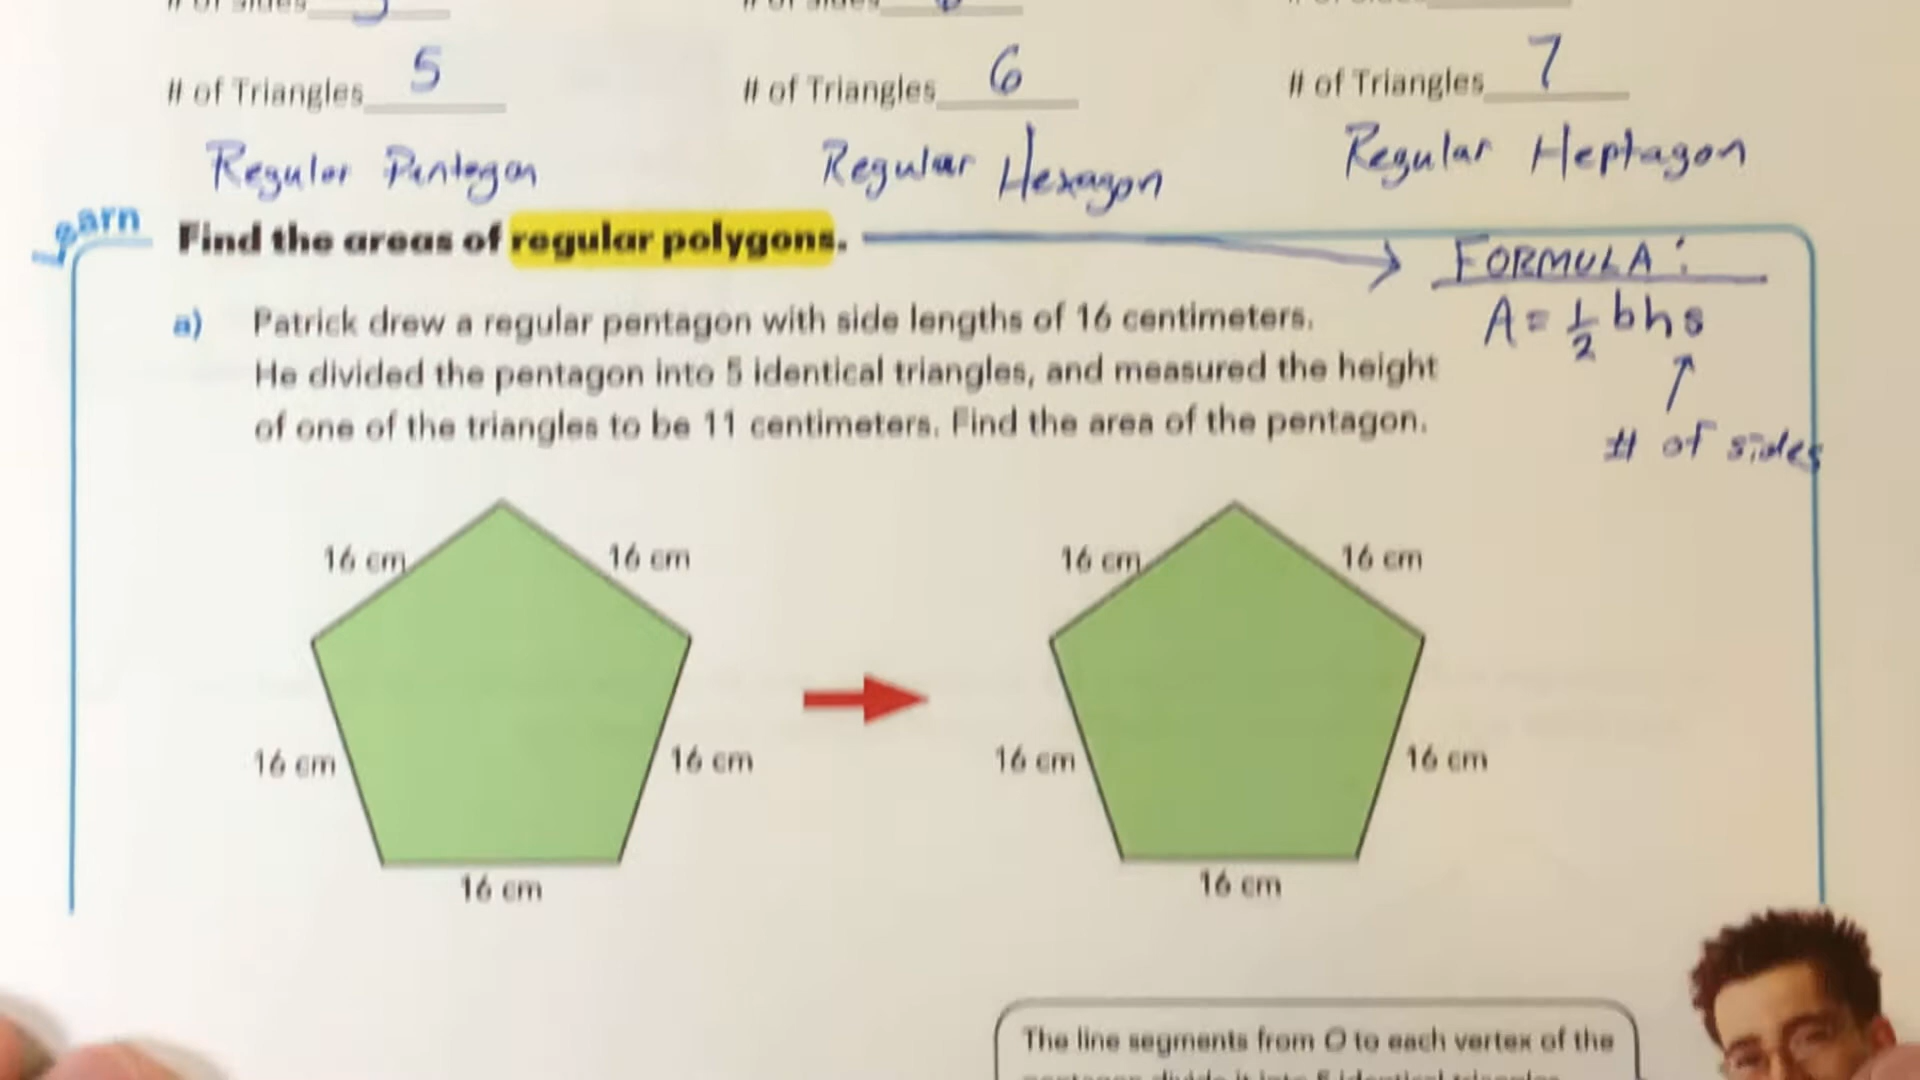 # of Triangles 5
# of Triangles 6
# of Triangles 7
Regular Pentagon
Regular Hexagon
Regular Heptagon
Find the areas of regular polygons.
FORMULA:
A = 1/2 bhs
# of sides
a) Patrick drew a regular pentagon with side lengths of 16 centimeters.
He divided the pentagon into 5 identical triangles, and measured the height
of one of the triangles to be 11 centimeters. Find the area of the pentagon.
16 cm
16 cm
16 cm
16 cm
16 cm
16 cm
16 cm
16 cm
16 cm
16 cm
The line segments from O to each vertex of the